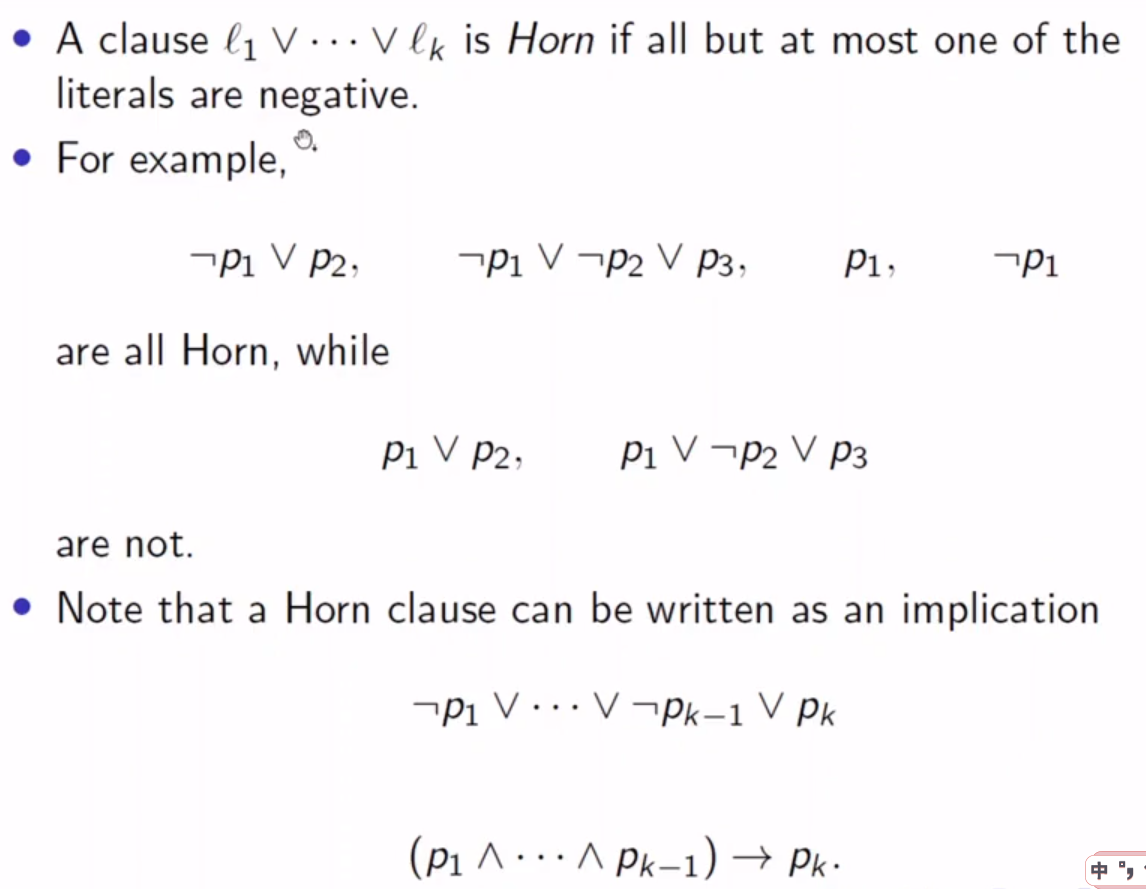 • A clause ℓ₁ ∨ ⋯ ∨ ℓₖ is Horn if all but at most one of the
literals are negative.
• For example,
¬p₁ ∨ p₂, ¬p₁ ∨ ¬p₂ ∨ p₃, p₁, ¬p₁
are all Horn, while
p₁ ∨ p₂, p₁ ∨ ¬p₂ ∨ p₃
are not.
• Note that a Horn clause can be written as an implication
¬p₁ ∨ ⋯ ∨ ¬pₖ₋₁ ∨ pₖ
(p₁ ∧ ⋯ ∧ pₖ₋₁) → pₖ.
中 °,